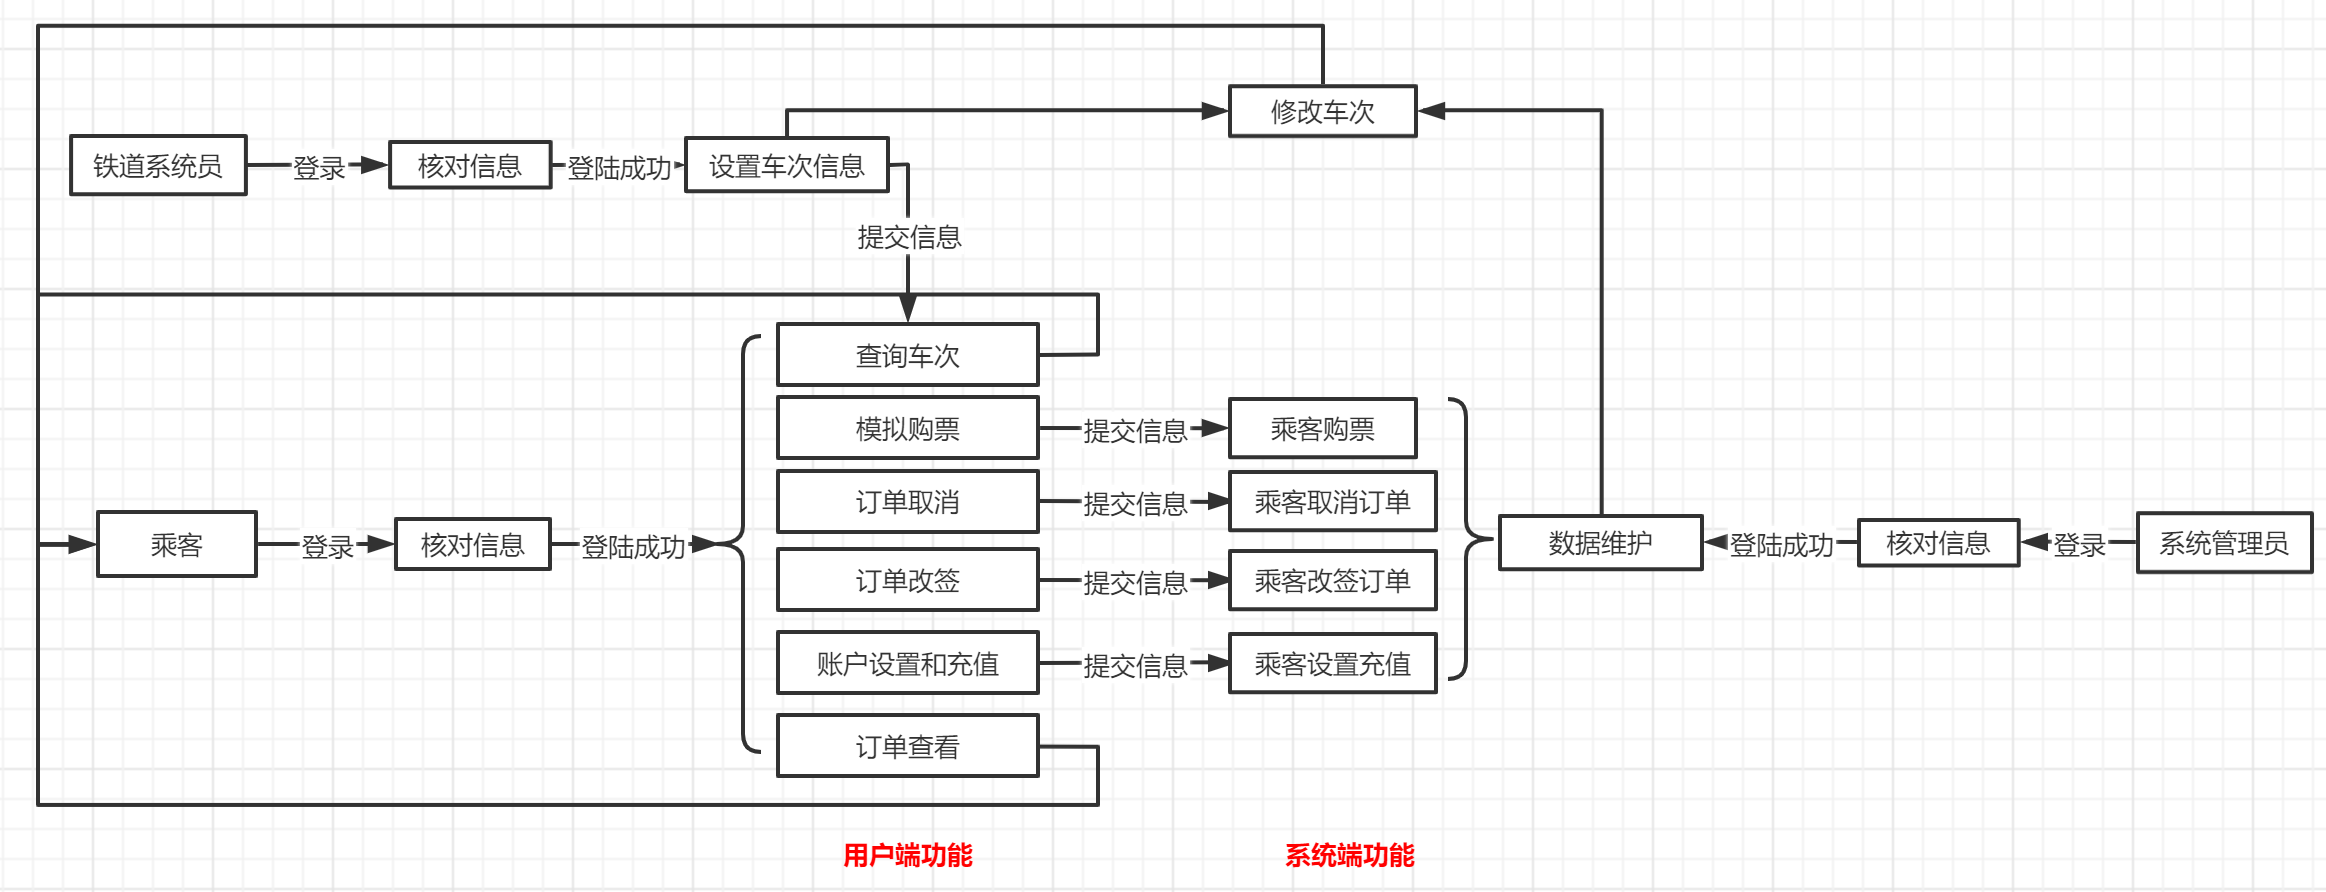 修改车次
铁道系统员
登录
核对信息
登陆成功
设置车次信息
提交信息
查询车次
模拟购票
提交信息
乘客购票
订单取消
提交信息
乘客取消订单
乘客
登录
核对信息
登陆成功
数据维护
登陆成功
核对信息
登录
系统管理员
订单改签
提交信息
乘客改签订单
账户设置和充值
提交信息
乘客设置充值
订单查看
用户端功能
系统端功能